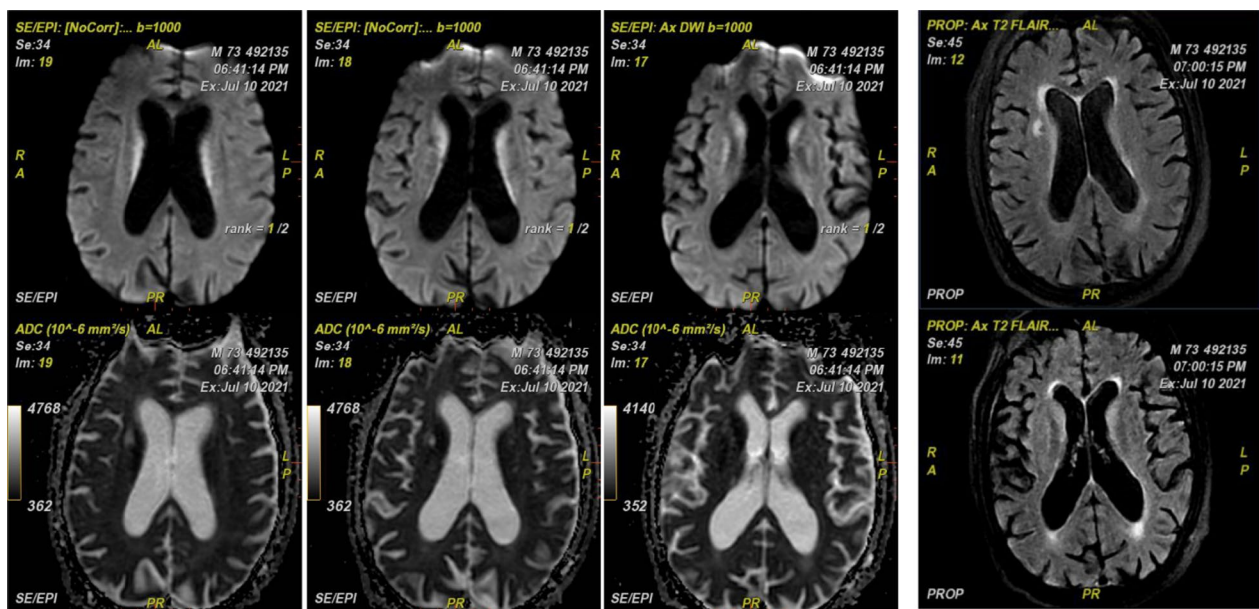 SE/EPI: [NoCorr]:... b=1000
Se:34
Im: 19
AL
M 73 492135
06:41:14 PM
Ex:Jul 10 2021
R
A
L
P
rank = 1 /2
SE/EPI
PR
SE/EPI: [NoCorr]:... b=1000
Se:34
Im: 18
AL
M 73 492135
06:41:14 PM
Ex:Jul 10 2021
R
A
L
P
rank = 1 /2
SE/EPI
PR
SE/EPI: Ax DWI b=1000
Se:34
Im: 17
AL
M 73 492135
06:41:14 PM
Ex:Jul 10 2021
R
A
L
P
rank = 1 /2
SE/EPI
PR
PROP: Ax T2 FLAIR...
Se:45
Im: 12
AL
M 73 492135
07:00:15 PM
Ex:Jul 10 2021
R
A
L
P
PROP
PR
ADC (10^-6 mm²/s)
Se:34
Im: 19
AL
M 73 492135
06:41:14 PM
Ex:Jul 10 2021
4768
R
A
L
P
362
SE/EPI
PR
ADC (10^-6 mm²/s)
Se:34
Im: 18
AL
M 73 492135
06:41:14 PM
Ex:Jul 10 2021
4768
R
A
L
P
362
SE/EPI
PR
ADC (10^-6 mm²/s)
Se:34
Im: 17
AL
M 73 492135
06:41:14 PM
Ex:Jul 10 2021
4140
R
A
L
P
352
SE/EPI
PR
PROP: Ax T2 FLAIR...
Se:45
Im: 11
AL
M 73 492135
07:00:15 PM
Ex:Jul 10 2021
R
A
L
P
PROP
PR